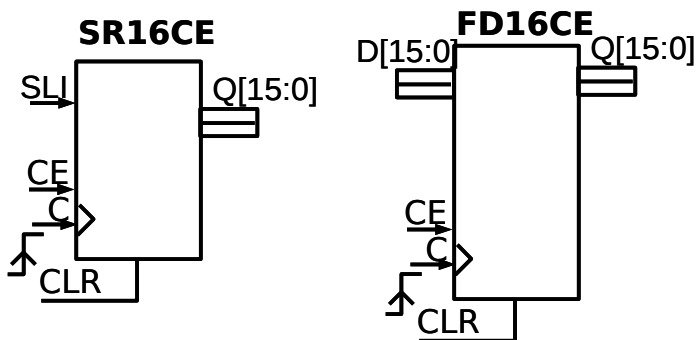 SR16CE
SLI
Q[15:0]
CE
C
CLR
FD16CE
D[15:0]
Q[15:0]
CE
C
CLR